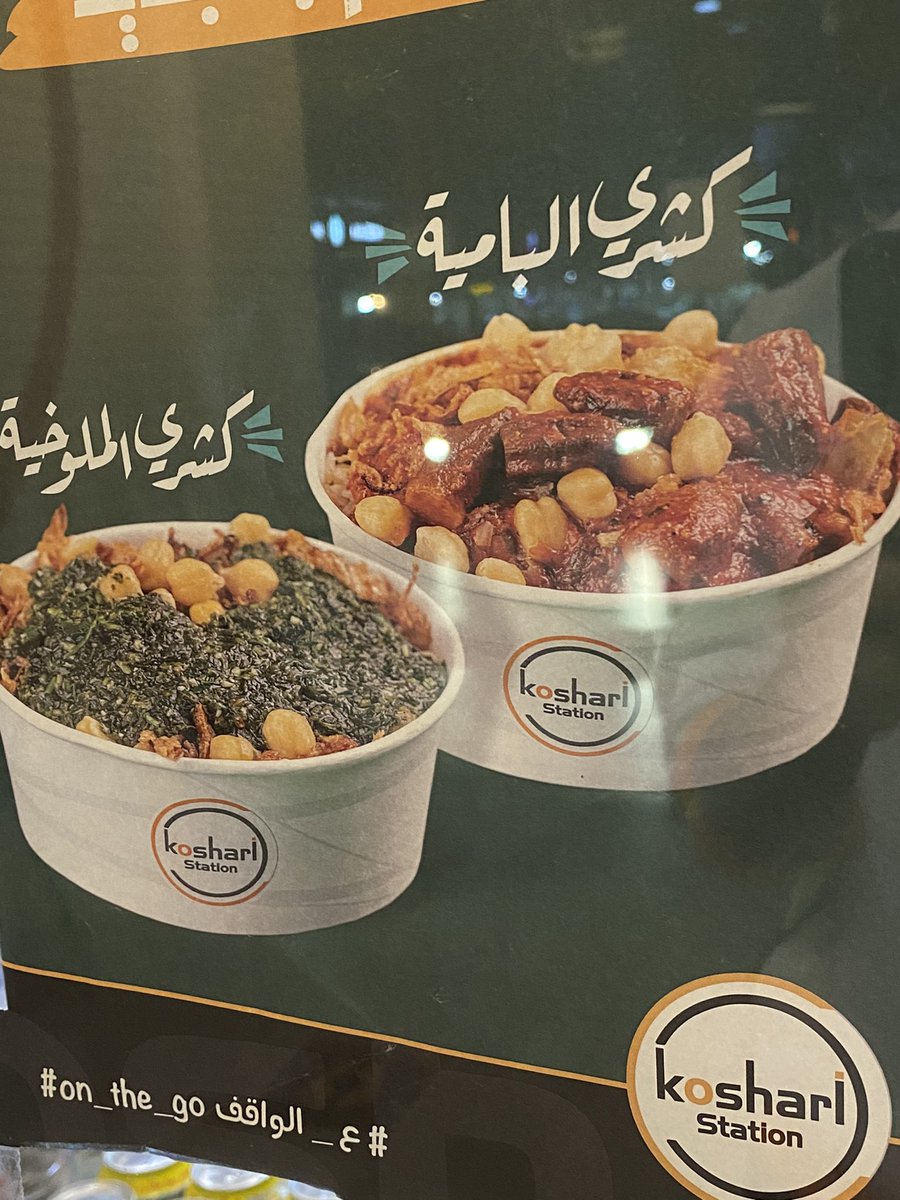 كشري البامية
كشري الملوخية
kosharI
Station
kosharI
Station
#ع_الواقف #on_the_go
kosharI
Station